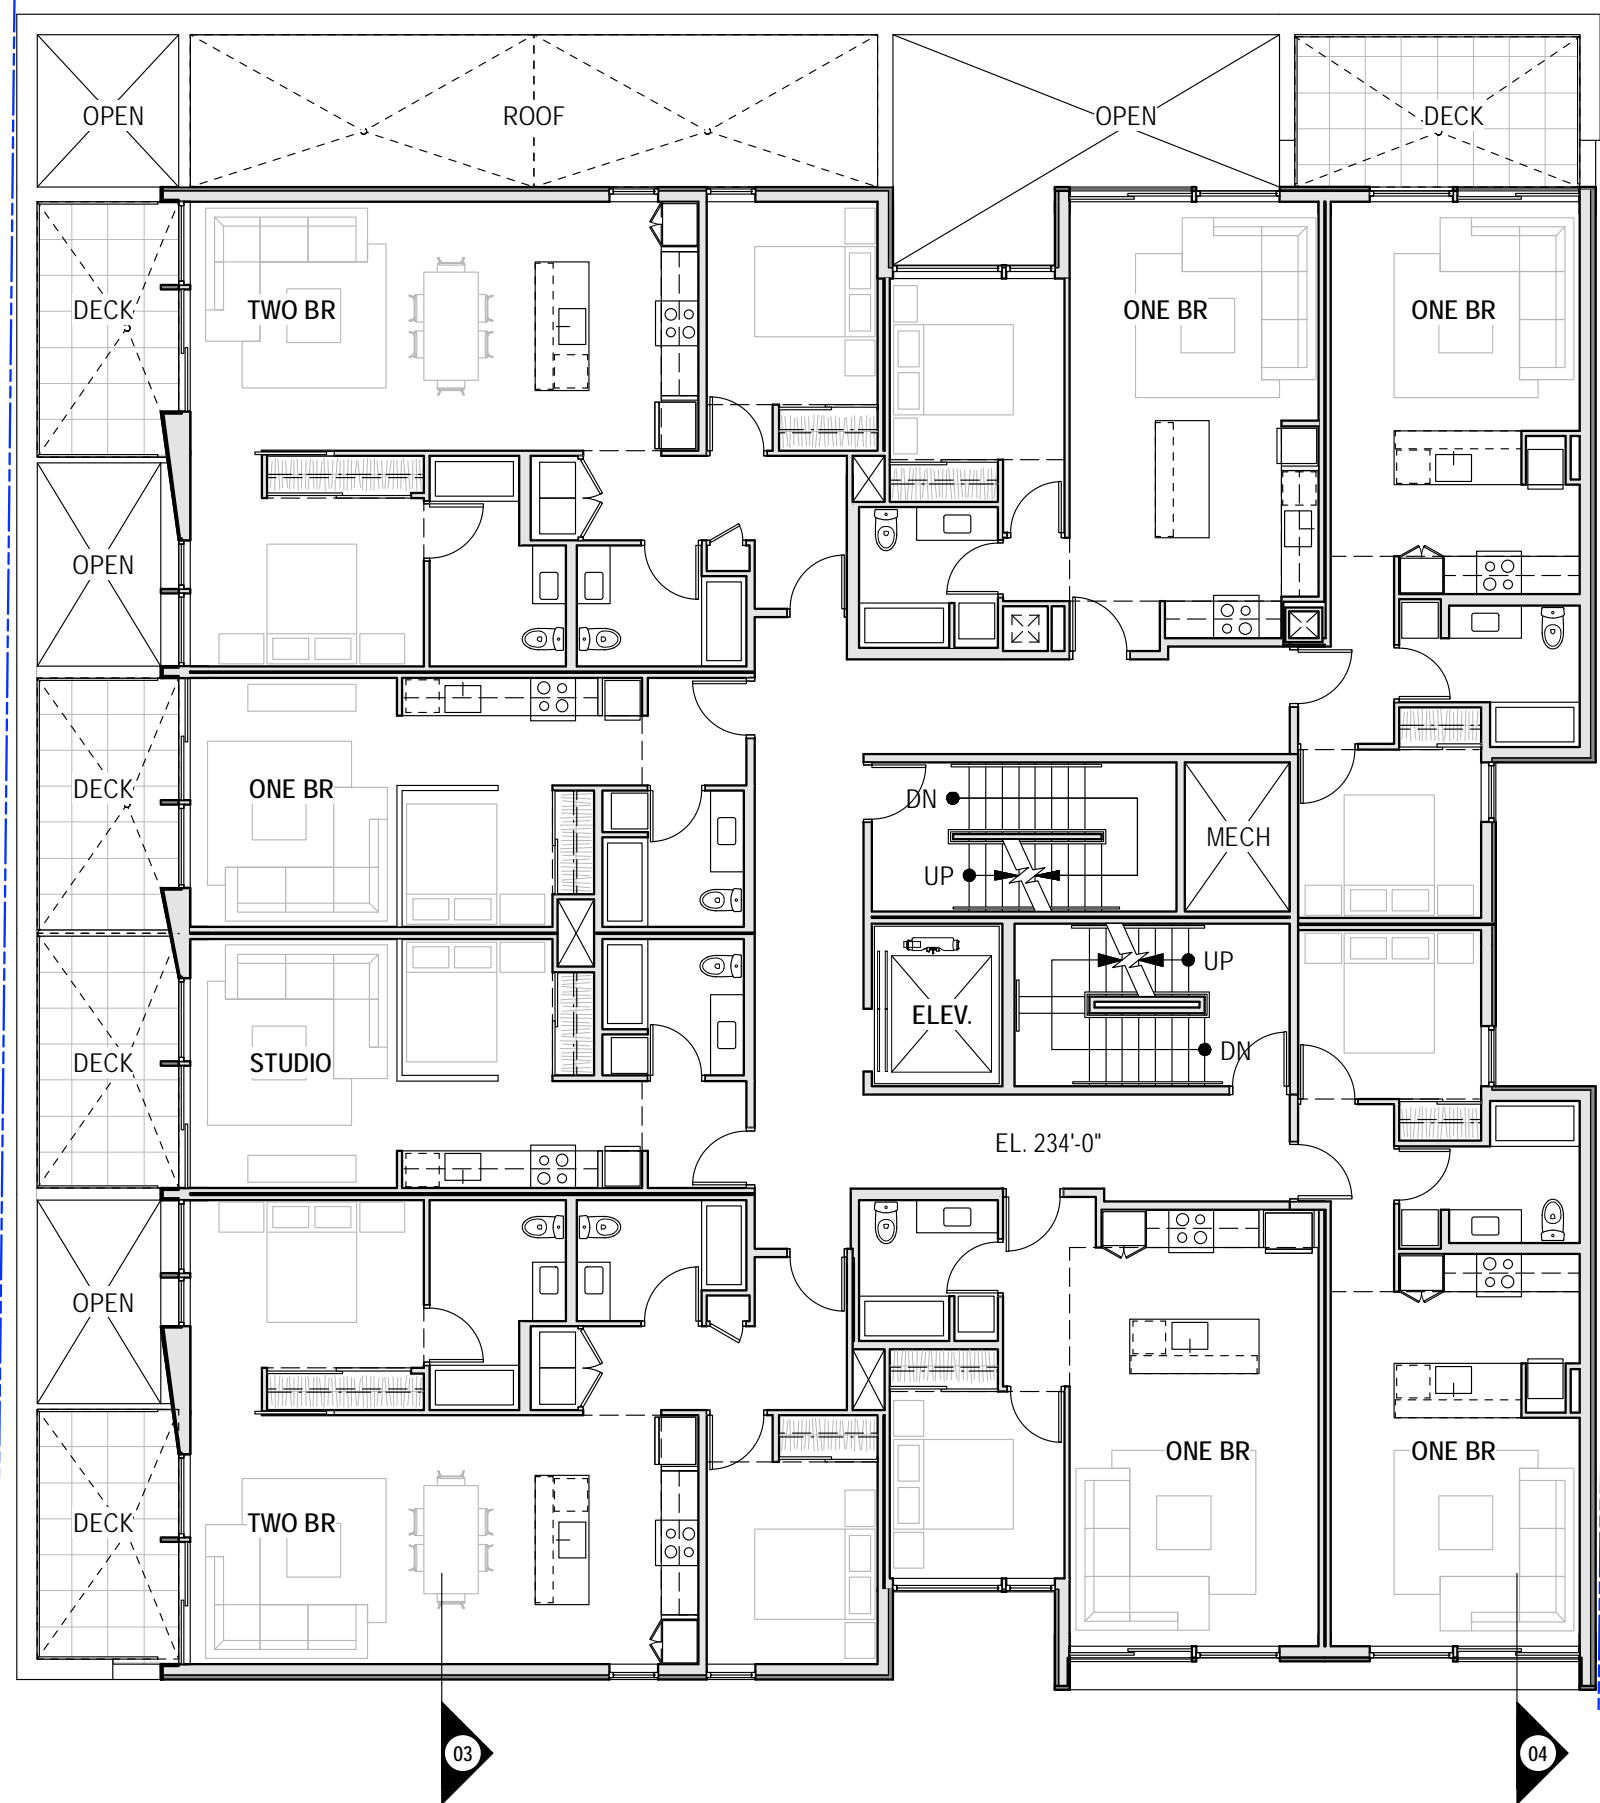 OPEN
ROOF
OPEN
DECK
DECK
TWO BR
ONE BR
ONE BR
OPEN
DECK
ONE BR
DN
MECH
UP
UP
ELEV.
DECK
STUDIO
DN
EL. 234'-0"
OPEN
ONE BR
ONE BR
DECK
TWO BR
03
04